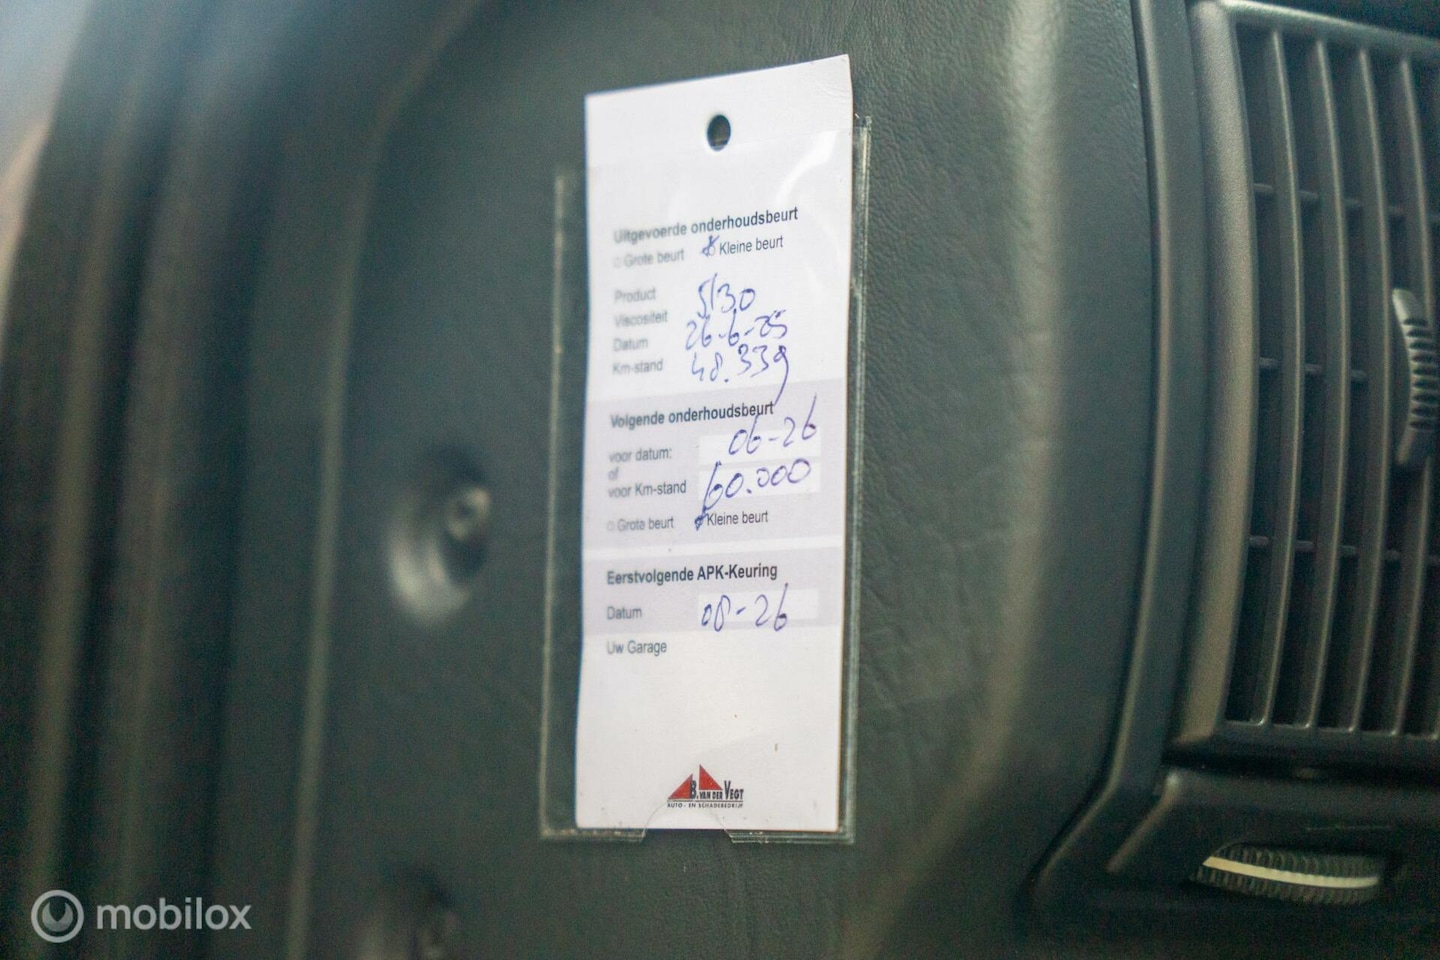 Uitgevoerde onderhoudsbeurt
Grote beurt Kleine beurt
Product
Viscositeit 5/30
Datum 26-6-25
Km-stand 48.339
Volgende onderhoudsbeurt
voor datum: 06-26
of
voor Km-stand 60.000
Grote beurt Kleine beurt
Eerstvolgende APK-Keuring
Datum 08-26
Uw Garage
B. VAN DER VEGT
AUTO- EN SCHADEBEDRIJF
mobilox